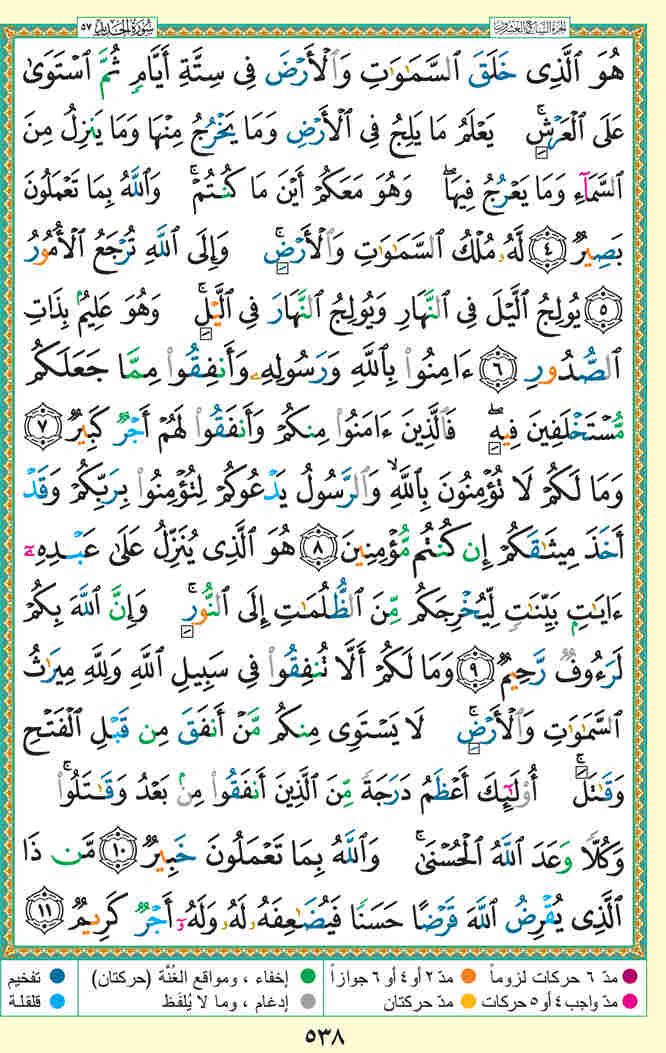 الجزء السابع والعشرون
سورة الحديد ٥٧
هُوَ ٱلَّذِى خَلَقَ ٱلسَّمَٰوَٰتِ وَٱلْأَرْضَ فِى سِتَّةِ أَيَّامٍ ثُمَّ ٱسْتَوَىٰ
عَلَى ٱلْعَرْشِ ۚ يَعْلَمُ مَا يَلِجُ فِى ٱلْأَرْضِ وَمَا يَخْرُجُ مِنْهَا وَمَا يَنزِلُ مِنَ
ٱلسَّمَآءِ وَمَا يَعْرُجُ فِيهَا ۖ وَهُوَ مَعَكُمْ أَيْنَ مَا كُنتُمْ ۚ وَٱللَّهُ بِمَا تَعْمَلُونَ
بَصِيرٌ ﴿٤﴾ لَّهُۥ مُلْكُ ٱلسَّمَٰوَٰتِ وَٱلْأَرْضِ ۚ وَإِلَى ٱللَّهِ تُرْجَعُ ٱلْأُمُورُ
﴿٥﴾ يُولِجُ ٱلَّيْلَ فِى ٱلنَّهَارِ وَيُولِجُ ٱلنَّهَارَ فِى ٱلَّيْلِ ۚ وَهُوَ عَلِيمٌۢ بِذَاتِ
ٱلصُّدُورِ ﴿٦﴾ ءَامِنُوا۟ بِٱللَّهِ وَرَسُولِهِۦ وَأَنفِقُوا۟ مِمَّا جَعَلَكُم
مُّسْتَخْلَفِينَ فِيهِ ۖ فَٱلَّذِينَ ءَامَنُوا۟ مِنكُمْ وَأَنفَقُوا۟ لَهُمْ أَجْرٌ كَبِيرٌ ﴿٧﴾
وَمَا لَكُمْ لَا تُؤْمِنُونَ بِٱللَّهِ ۙ وَٱلرَّسُولُ يَدْعُوكُمْ لِتُؤْمِنُوا۟ بِرَبِّكُمْ وَقَدْ
أَخَذَ مِيثَٰقَكُمْ إِن كُنتُم مُّؤْمِنِينَ ﴿٨﴾ هُوَ ٱلَّذِى يُنَزِّلُ عَلَىٰ عَبْدِهِۦٓ
ءَايَٰتٍۭ بَيِّنَٰتٍ لِّيُخْرِجَكُم مِّنَ ٱلظُّلُمَٰتِ إِلَى ٱلنُّورِ ۚ وَإِنَّ ٱللَّهَ بِكُمْ
لَرَءُوفٌ رَّحِيمٌ ﴿٩﴾ وَمَا لَكُمْ أَلَّا تُنفِقُوا۟ فِى سَبِيلِ ٱللَّهِ وَلِلَّهِ مِيرَٰثُ
ٱلسَّمَٰوَٰتِ وَٱلْأَرْضِ ۚ لَا يَسْتَوِى مِنكُم مَّنْ أَنفَقَ مِن قَبْلِ ٱلْفَتْحِ
وَقَٰتَلَ ۚ أُو۟لَٰٓئِكَ أَعْظَمُ دَرَجَةً مِّنَ ٱلَّذِينَ أَنفَقُوا۟ مِنۢ بَعْدُ وَقَٰتَلُوا۟ ۚ
وَكُلًّا وَعَدَ ٱللَّهُ ٱلْحُسْنَىٰ ۚ وَٱللَّهُ بِمَا تَعْمَلُونَ خَبِيرٌ ﴿١٠﴾ مَّن ذَا
ٱلَّذِى يُقْرِضُ ٱللَّهَ قَرْضًا حَسَنًا فَيُضَٰعِفَهُۥ لَهُۥ وَلَهُۥٓ أَجْرٌ كَرِيمٌ ﴿١١﴾
مدّ ٦ حركات لزوماً مدّ ٢ أو ٤ أو ٦ جوازاً إخفاء ، ومواقع الغُنَّة (حركتان) تفخيم
مدّ واجب ٤ أو ٥ حركات مدّ حركتان إدغام ، وما لا يُلفَظ قلقلة
٥٣٨